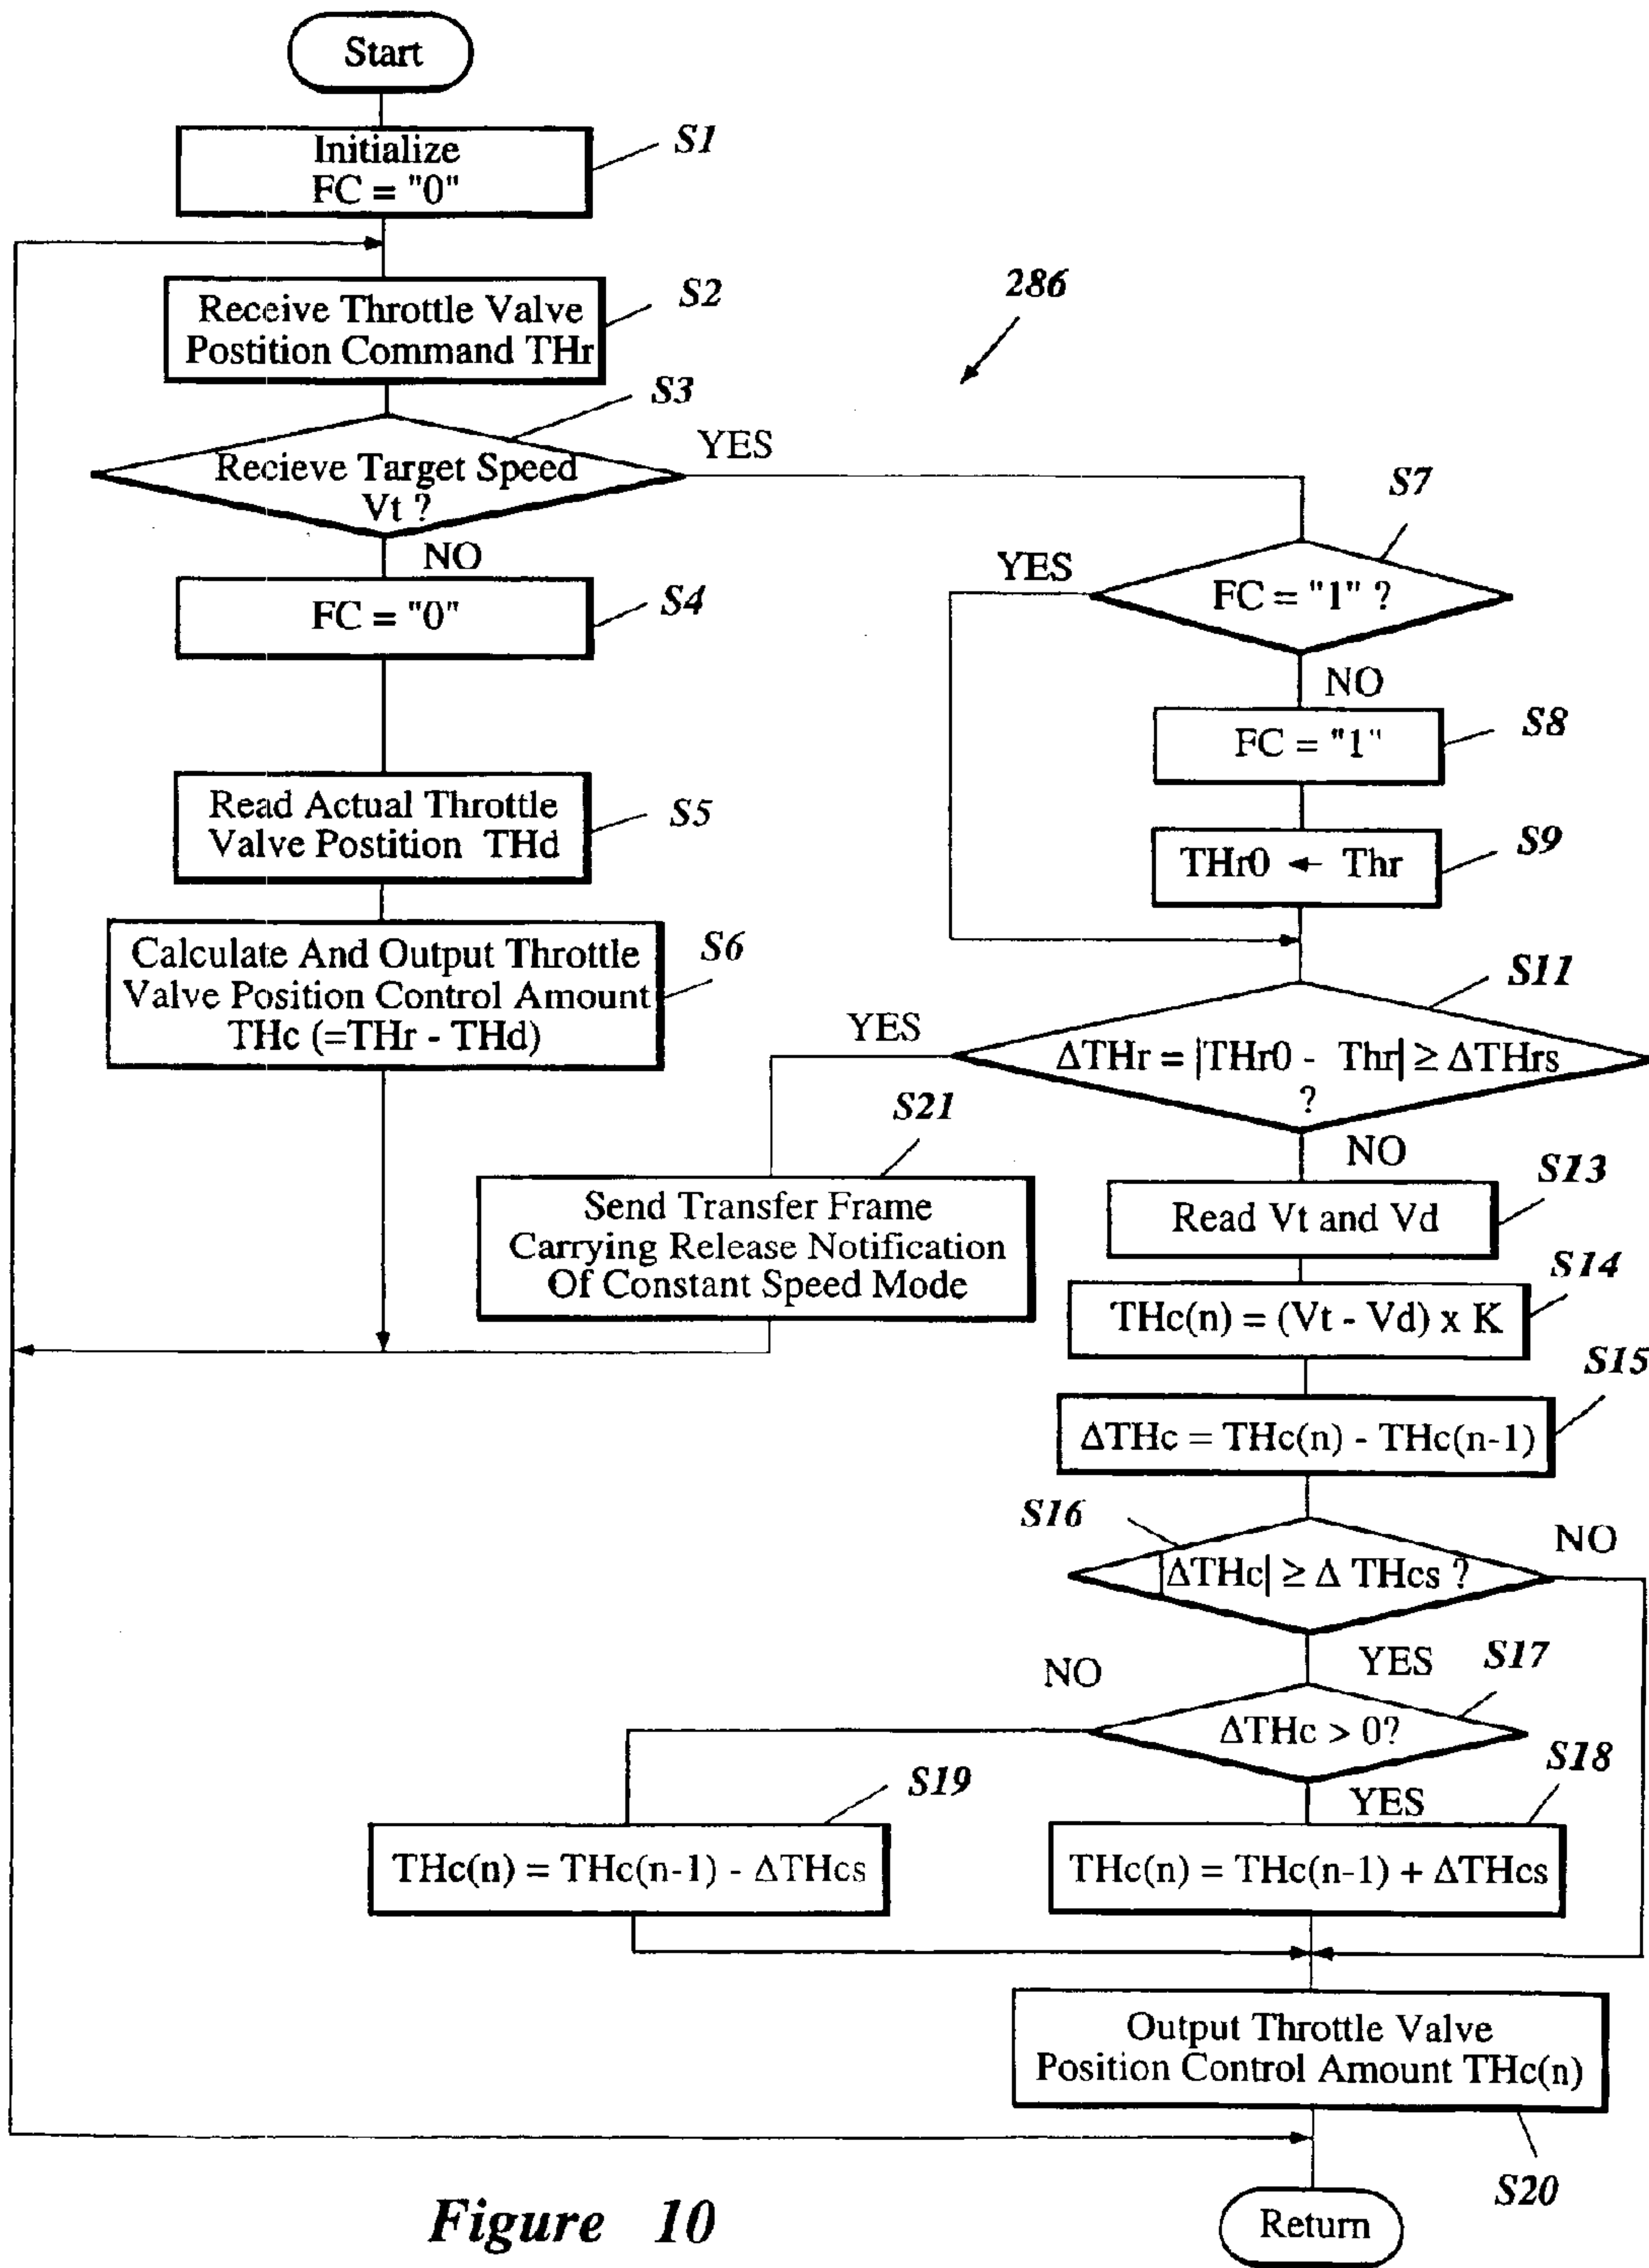 Start
Initialize
FC = "0"
S1
Receive Throttle Valve
Postition Command THr
S2
286
S3
Recieve Target Speed
Vt ?
YES
NO
FC = "0"
S4
Read Actual Throttle
Valve Postition THd
S5
Calculate And Output Throttle
Valve Position Control Amount
THc (=THr - THd)
S6
S7
FC = "1" ?
YES
NO
FC = "1"
S8
THr0 ← Thr
S9
S11
ΔTHr = |THr0 - Thr| ≥ ΔTHrs
?
YES
NO
S21
Send Transfer Frame
Carrying Release Notification
Of Constant Speed Mode
S13
Read Vt and Vd
S14
THc(n) = (Vt - Vd) x K
S15
ΔTHc = THc(n) - THc(n-1)
S16
|ΔTHc| ≥ Δ THcs ?
NO
YES
S17
ΔTHc > 0?
NO
YES
S18
THc(n) = THc(n-1) + ΔTHcs
S19
THc(n) = THc(n-1) - ΔTHcs
Output Throttle Valve
Position Control Amount THc(n)
S20
Return
Figure 10